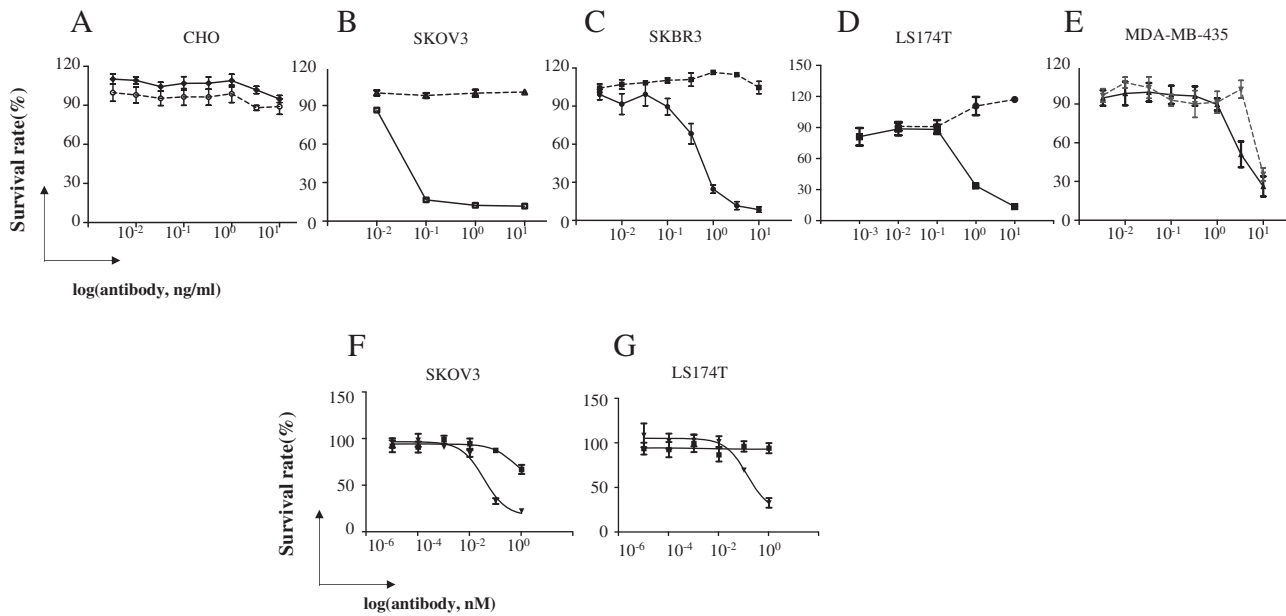 A
B
C
D
E
CHO
SKOV3
SKBR3
LS174T
MDA-MB-435
Survival rate(%)
120
90
60
30
0
10⁻² 10⁻¹ 10⁰ 10¹
120
90
60
30
0
10⁻² 10⁻¹ 10⁰ 10¹
120
90
60
30
0
10⁻² 10⁻¹ 10⁰ 10¹
150
120
90
60
30
0
10⁻³ 10⁻² 10⁻¹ 10⁰ 10¹
120
90
60
30
0
10⁻² 10⁻¹ 10⁰ 10¹
log(antibody, ng/ml)
F
G
SKOV3
LS174T
Survival rate(%)
150
100
50
0
10⁻⁶ 10⁻⁴ 10⁻² 10⁰
150
100
50
0
10⁻⁶ 10⁻⁴ 10⁻² 10⁰
log(antibody, nM)